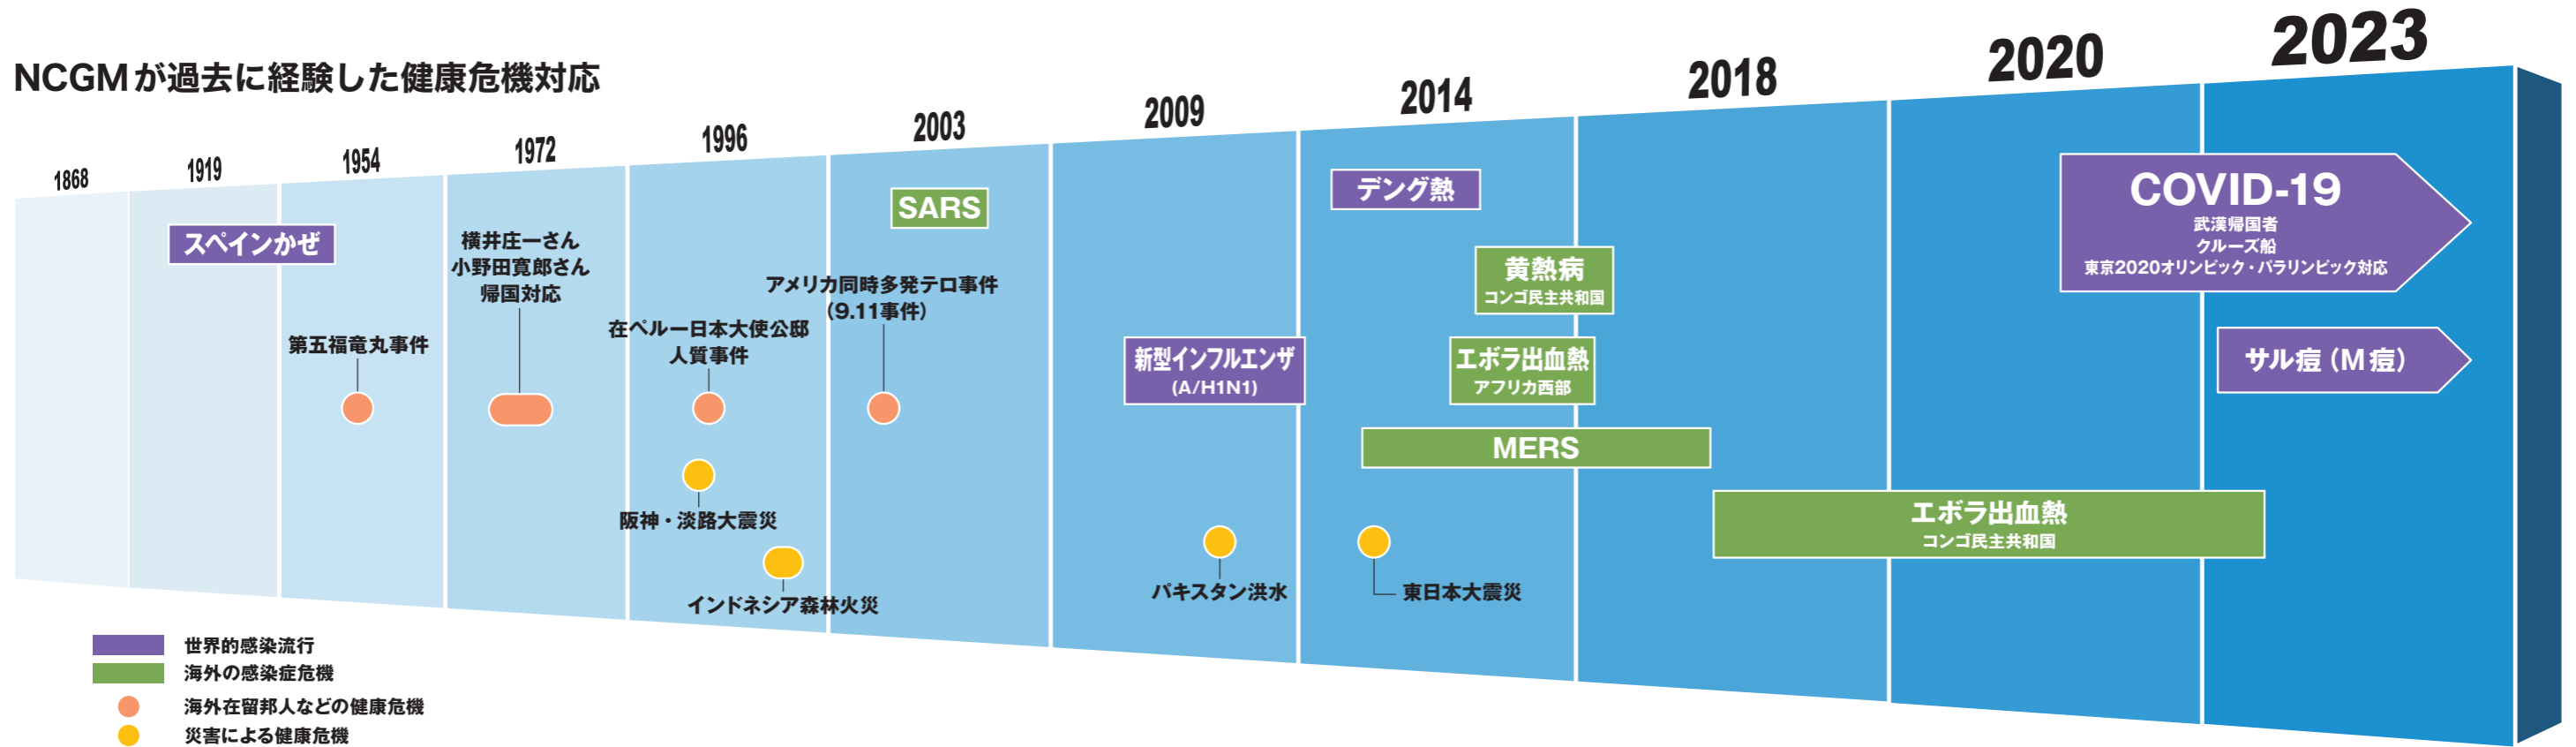 NCGMが過去に経験した健康危機対応
1868
1919
1954
1972
1996
2003
2009
2014
2018
2020
2023
スペインかぜ
第五福竜丸事件
横井庄一さん
小野田寛郎さん
帰国対応
在ペルー日本大使公邸
人質事件
阪神・淡路大震災
インドネシア森林火災
SARS
アメリカ同時多発テロ事件
（9.11事件）
新型インフルエンザ
(A/H1N1)
パキスタン洪水
デング熱
黄熱病
コンゴ民主共和国
エボラ出血熱
アフリカ西部
MERS
東日本大震災
エボラ出血熱
コンゴ民主共和国
COVID-19
武漢帰国者
クルーズ船
東京2020オリンピック・パラリンピック対応
サル痘（M痘）
世界的感染流行
海外の感染症危機
海外在留邦人などの健康危機
災害による健康危機